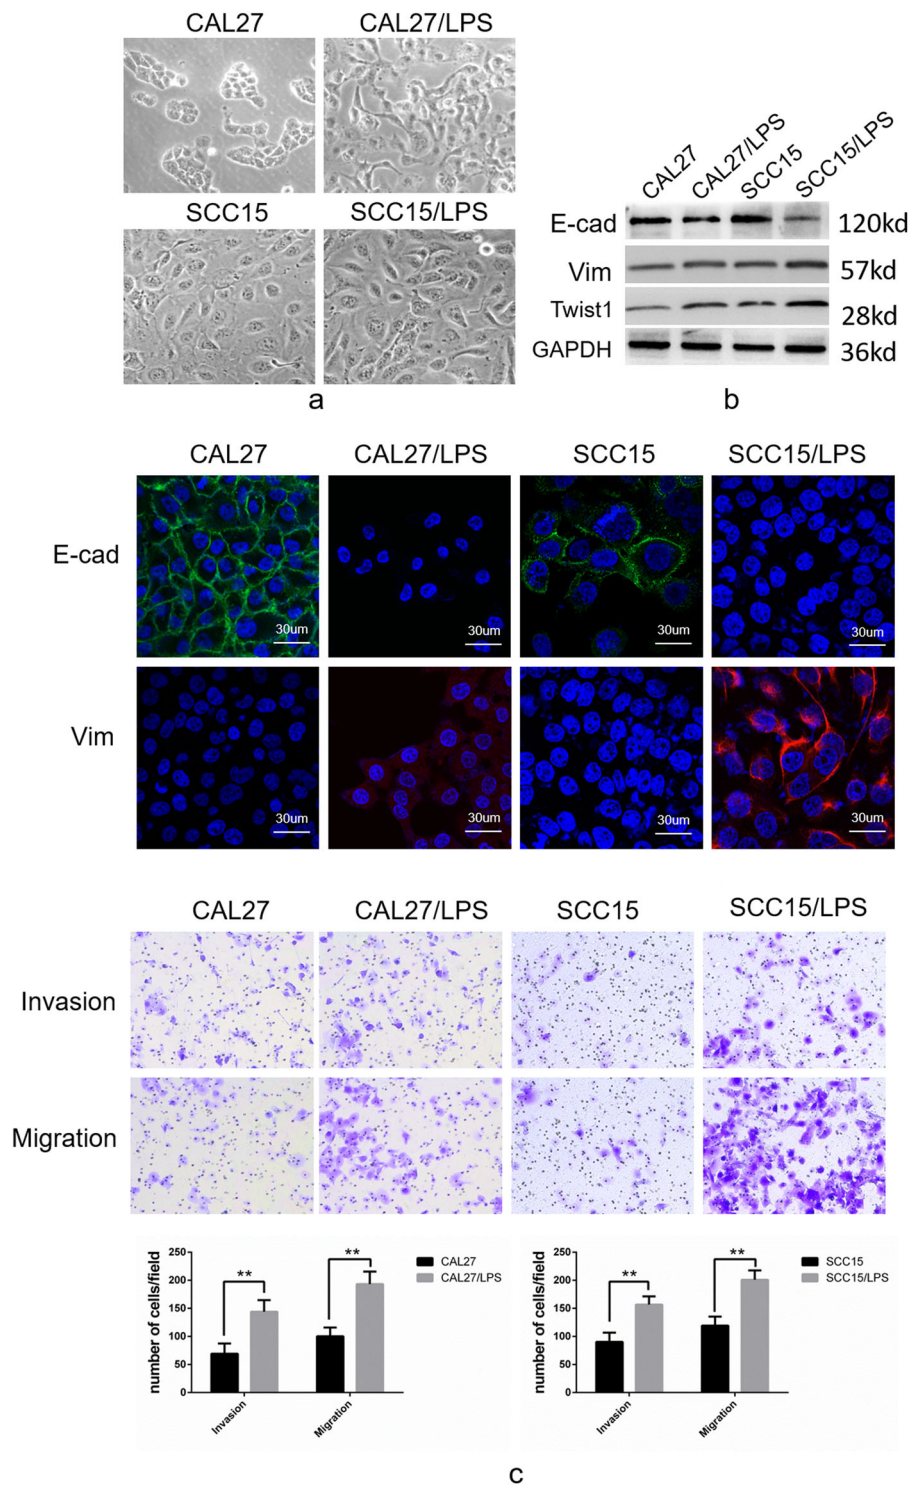 CAL27 CAL27/LPS
SCC15 SCC15/LPS
a
CAL27 CAL27/LPS SCC15 SCC15/LPS
E-cad 120kd
Vim 57kd
Twist1 28kd
GAPDH 36kd
b
CAL27 CAL27/LPS SCC15 SCC15/LPS
E-cad
30um 30um 30um 30um
Vim
30um 30um 30um 30um
CAL27 CAL27/LPS SCC15 SCC15/LPS
Invasion
Migration
number of cells/field
250
200
150
100
50
0
** **
Invasion Migration
CAL27
CAL27/LPS
number of cells/field
250
200
150
100
50
0
** **
Invasion Migration
SCC15
SCC15/LPS
c